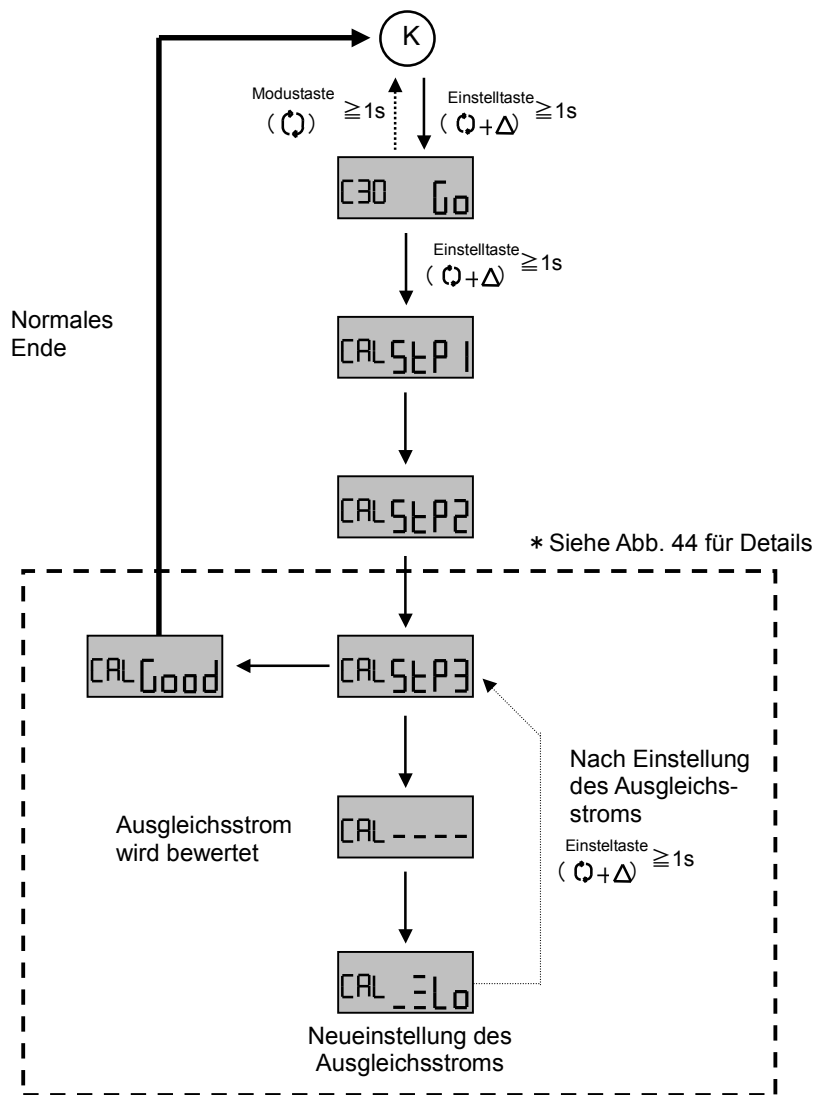 K
Modustaste
( ) ≧1s
Einstelltaste
( + ) ≧1s
C30 Go
Einstelltaste
( + ) ≧1s
Normales
Ende
CAL StP1
CAL StP2
* Siehe Abb. 44 für Details
CAL Good
CAL StP3
Nach Einstellung
des Ausgleichs-
stroms
Einsteltaste
( + ) ≧1s
Ausgleichsstrom
wird bewertet
CAL ----
CAL _Lo
Neueinstellung des
Ausgleichsstroms